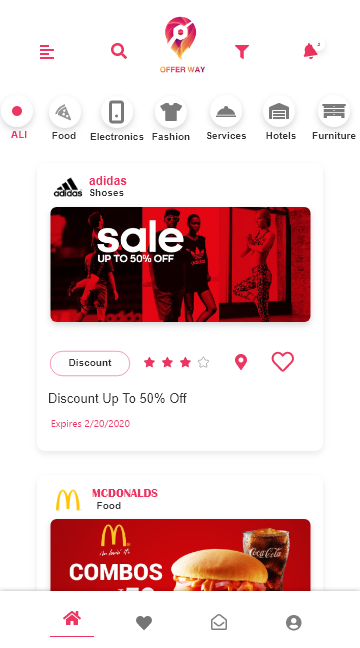 2
OFFER WAY
ALl
Food
Electronics
Fashion
Services
Hotels
Furniture
adidas
Shoses
adidas
sale
UP TO 50% OFF
Discount
Discount Up To 50% Off
Expires 2/20/2020
MCDONALDS
Food
i'm lovin' it
Coca-Cola
COMBOS